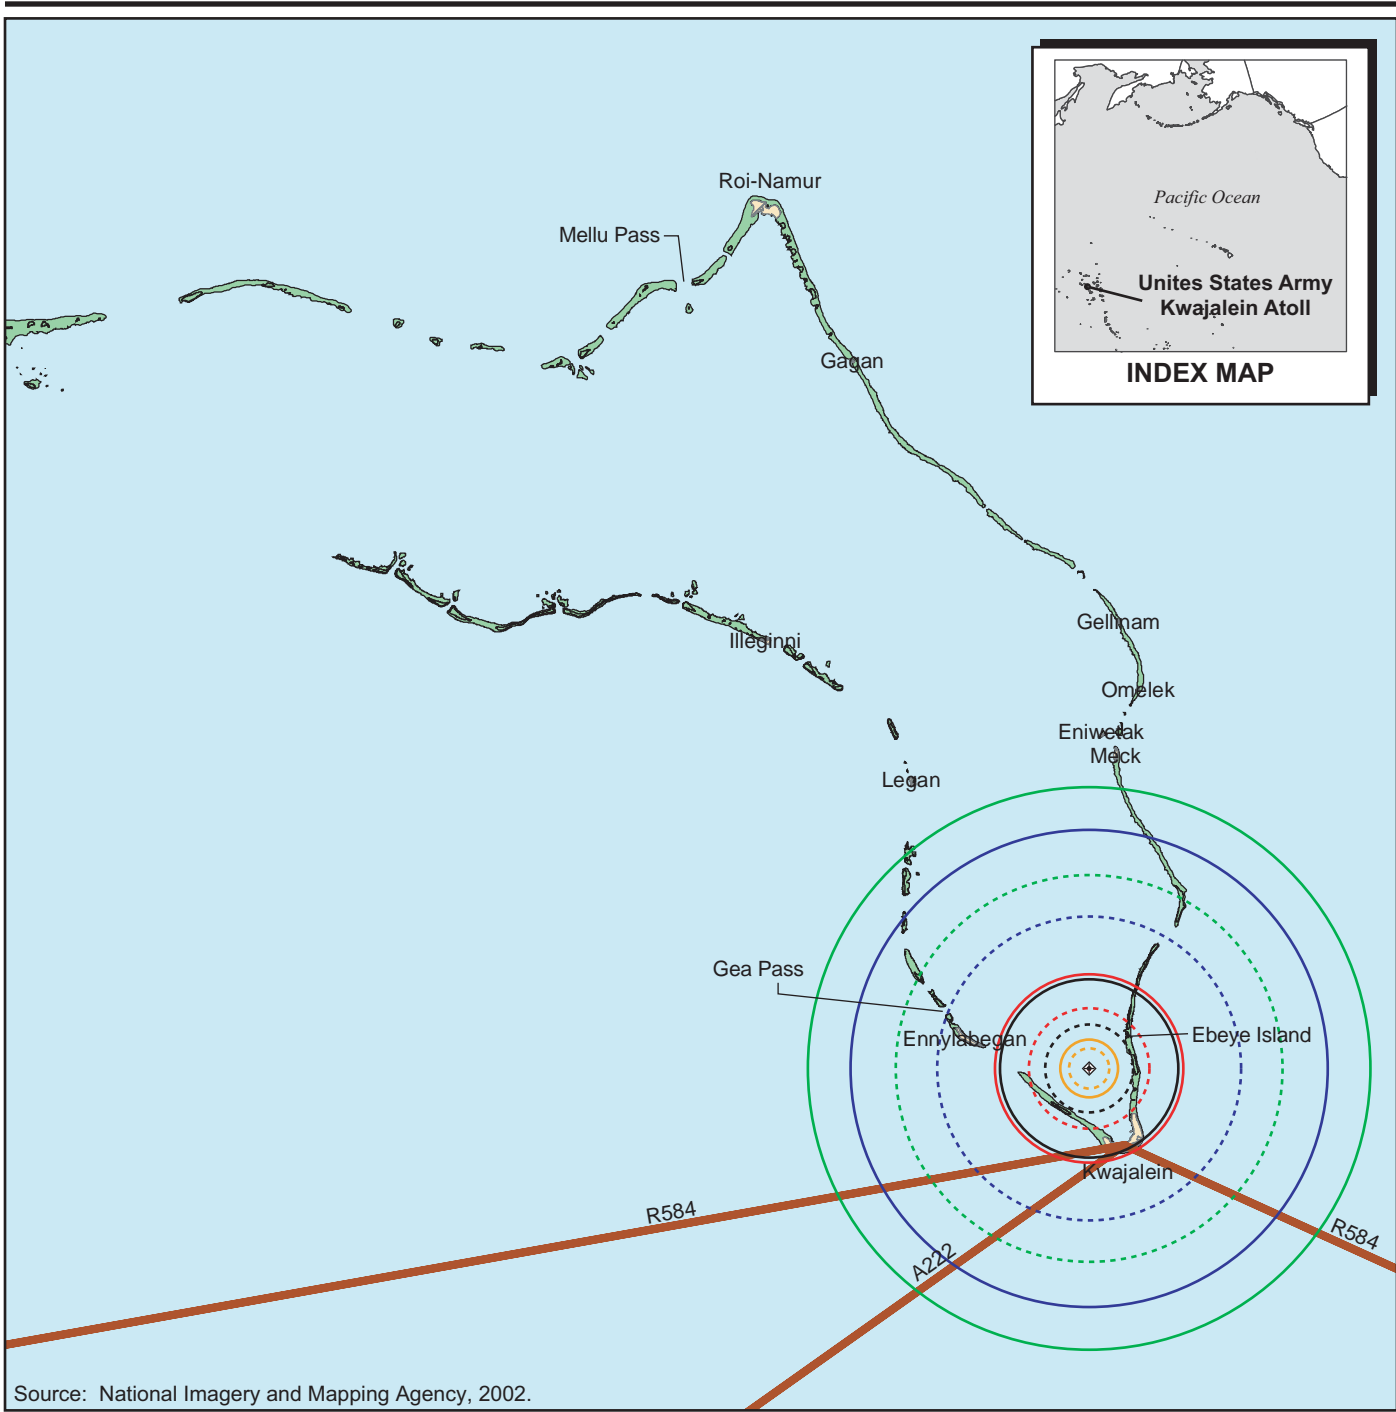 Pacific Ocean
Unites States Army
Kwajalein Atoll
INDEX MAP
Roi-Namur
Mellu Pass
Gagan
Gellinam
Illeginni
Omelek
Eniwetak
Meck
Legan
Gea Pass
Ennylabegan
Ebeye Island
Kwajalein
R584
R584
A222
Source: National Imagery and Mapping Agency, 2002.